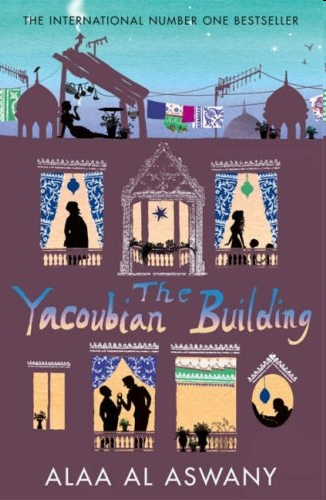 THE INTERNATIONAL NUMBER ONE BESTSELLER
The
Yacoubian Building
ALAA AL ASWANY